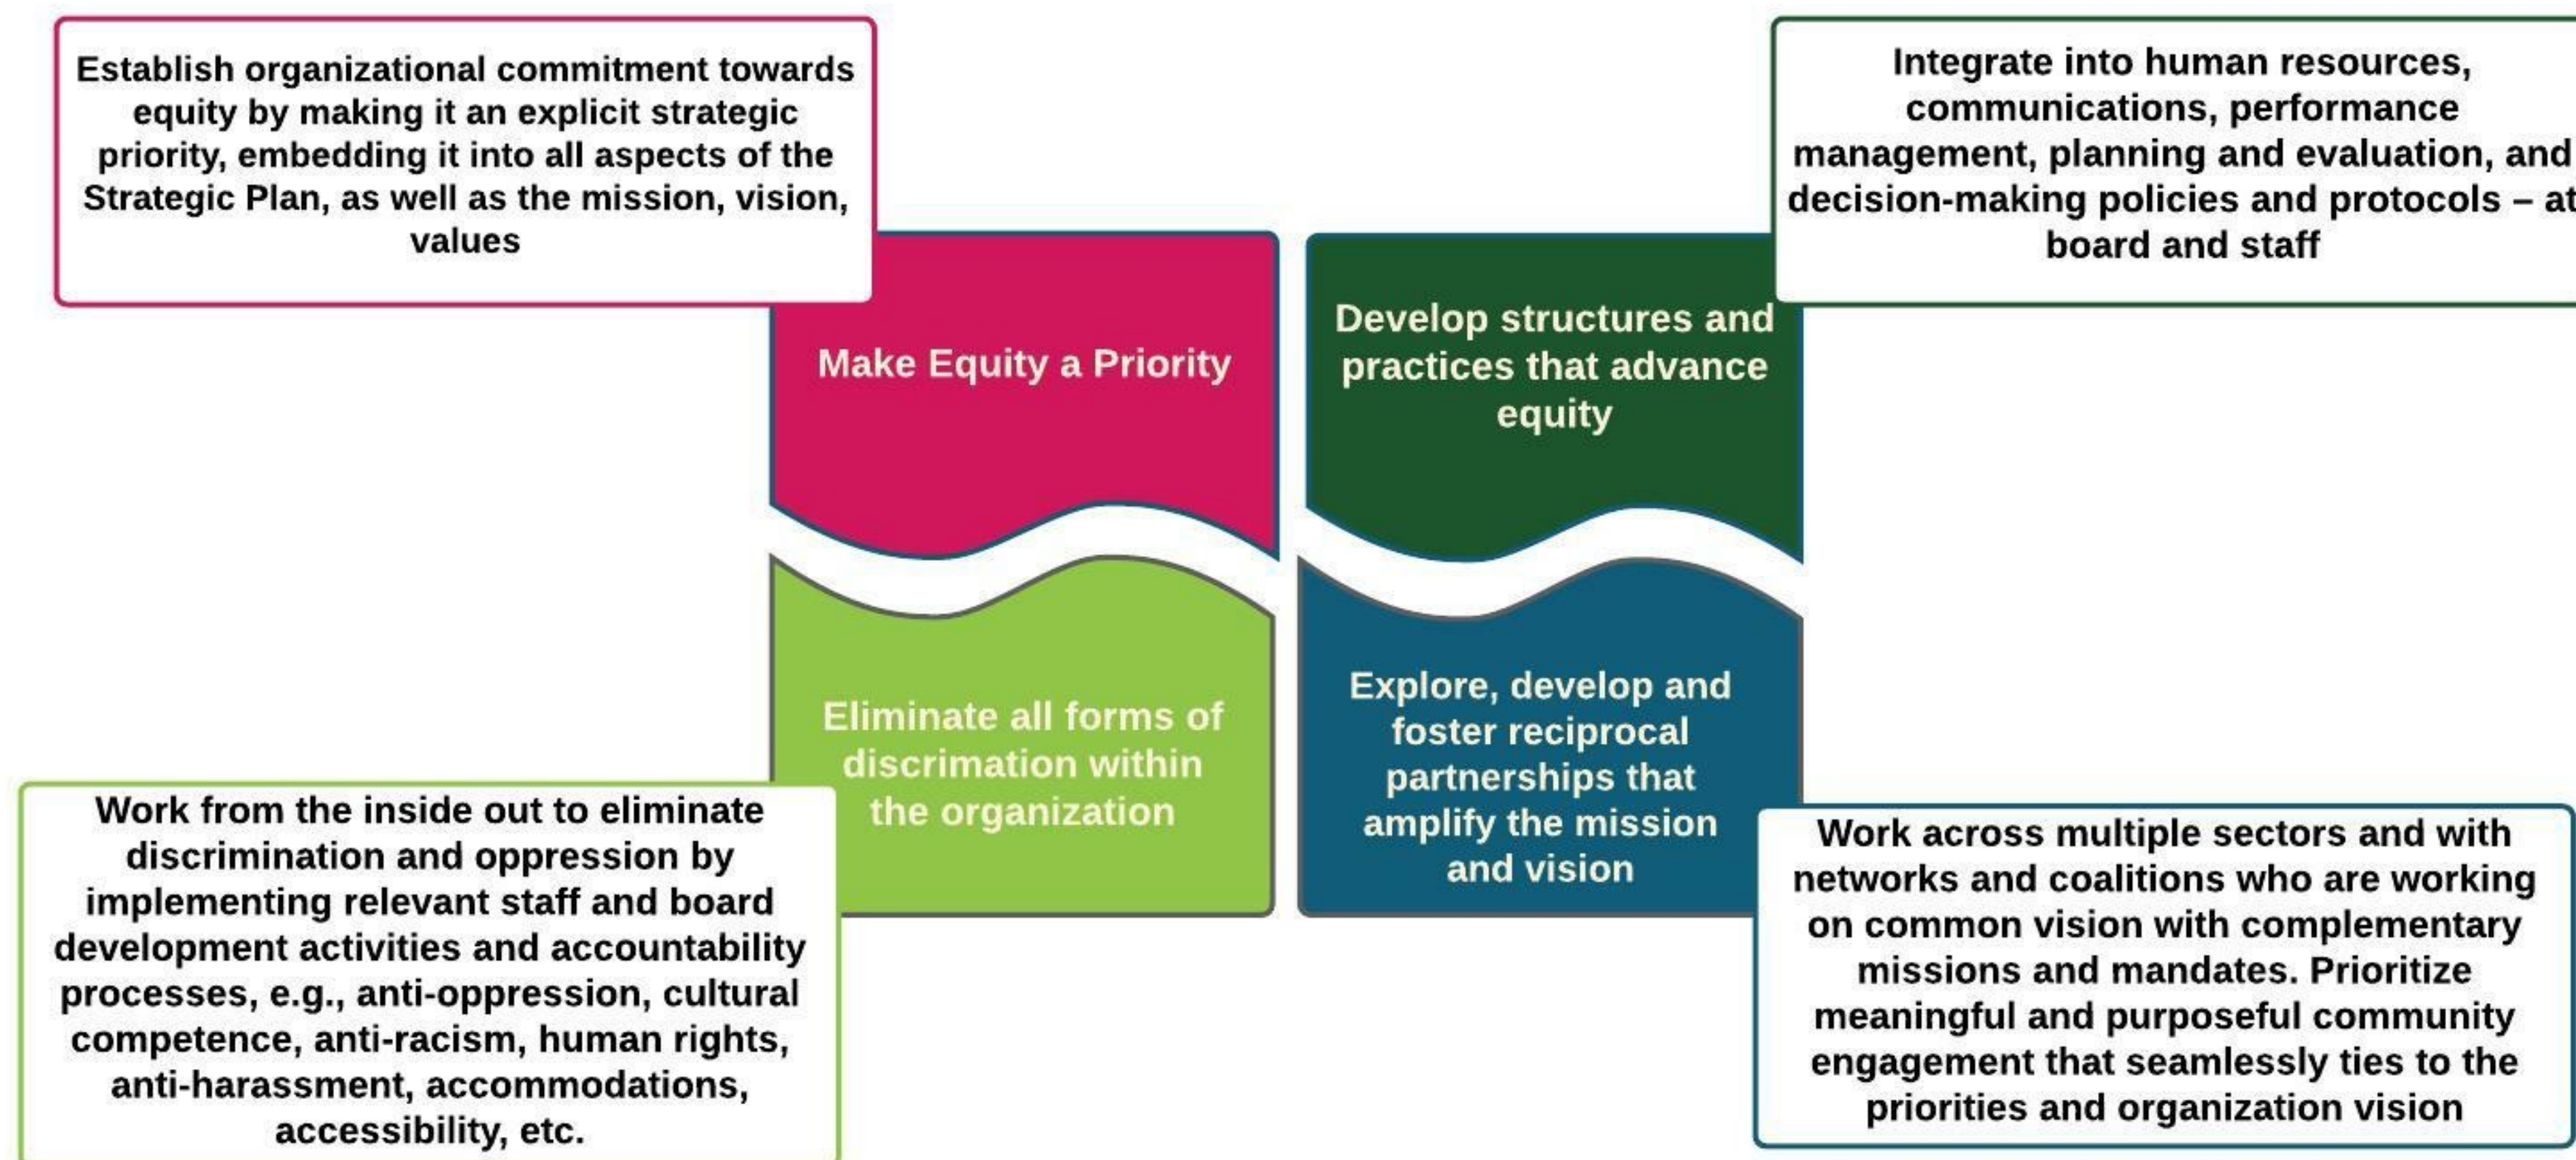 Establish organizational commitment towards
equity by making it an explicit strategic
priority, embedding it into all aspects of the
Strategic Plan, as well as the mission, vision,
values
Integrate into human resources,
communications, performance
management, planning and evaluation, and
decision-making policies and protocols – at
board and staff
Make Equity a Priority
Develop structures and
practices that advance
equity
Eliminate all forms of
discrimation within
the organization
Explore, develop and
foster reciprocal
partnerships that
amplify the mission
and vision
Work from the inside out to eliminate
discrimination and oppression by
implementing relevant staff and board
development activities and accountability
processes, e.g., anti-oppression, cultural
competence, anti-racism, human rights,
anti-harassment, accommodations,
accessibility, etc.
Work across multiple sectors and with
networks and coalitions who are working
on common vision with complementary
missions and mandates. Prioritize
meaningful and purposeful community
engagement that seamlessly ties to the
priorities and organization vision